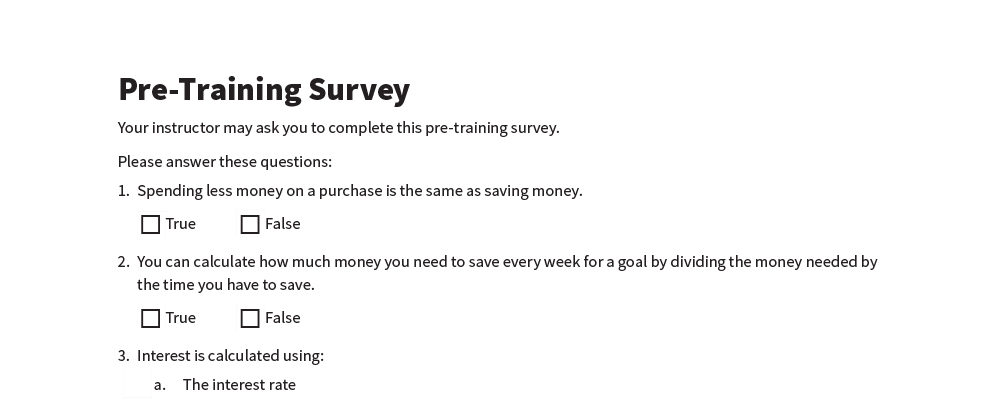 Pre-Training Survey
Your instructor may ask you to complete this pre-training survey.
Please answer these questions:
1. Spending less money on a purchase is the same as saving money.
True False
2. You can calculate how much money you need to save every week for a goal by dividing the money needed by
the time you have to save.
True False
3. Interest is calculated using:
a. The interest rate